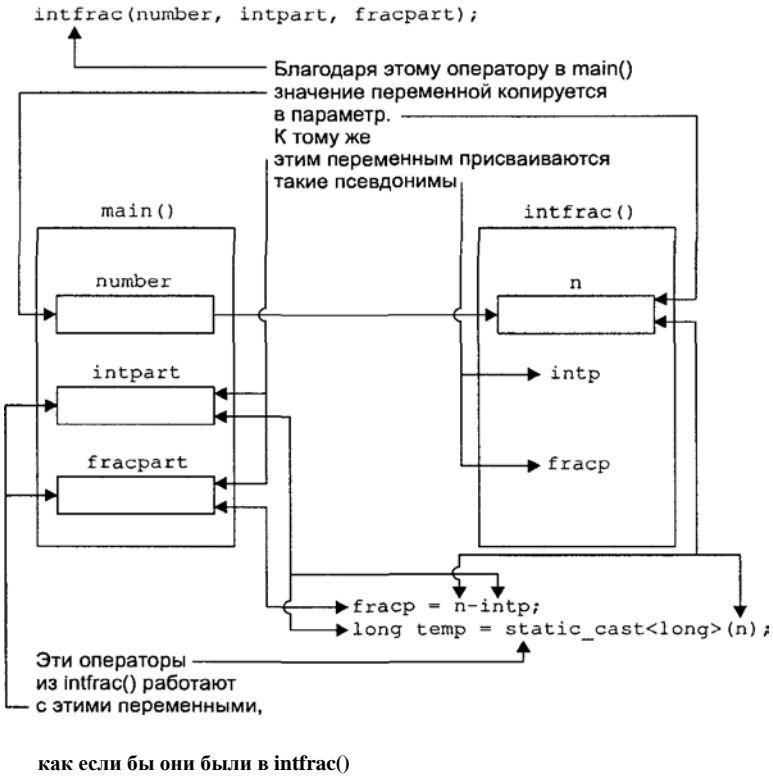 intfrac(number, intpart, fracpart);
Благодаря этому оператору в main()
значение переменной копируется
в параметр.
К тому же
этим переменным присваиваются
такие псевдонимы
main()
intfrac()
number
n
intpart
intp
fracpart
fracp
fracp = n-intp;
long temp = static_cast<long>(n);
Эти операторы
из intfrac() работают
с этими переменными,
как если бы они были в intfrac()